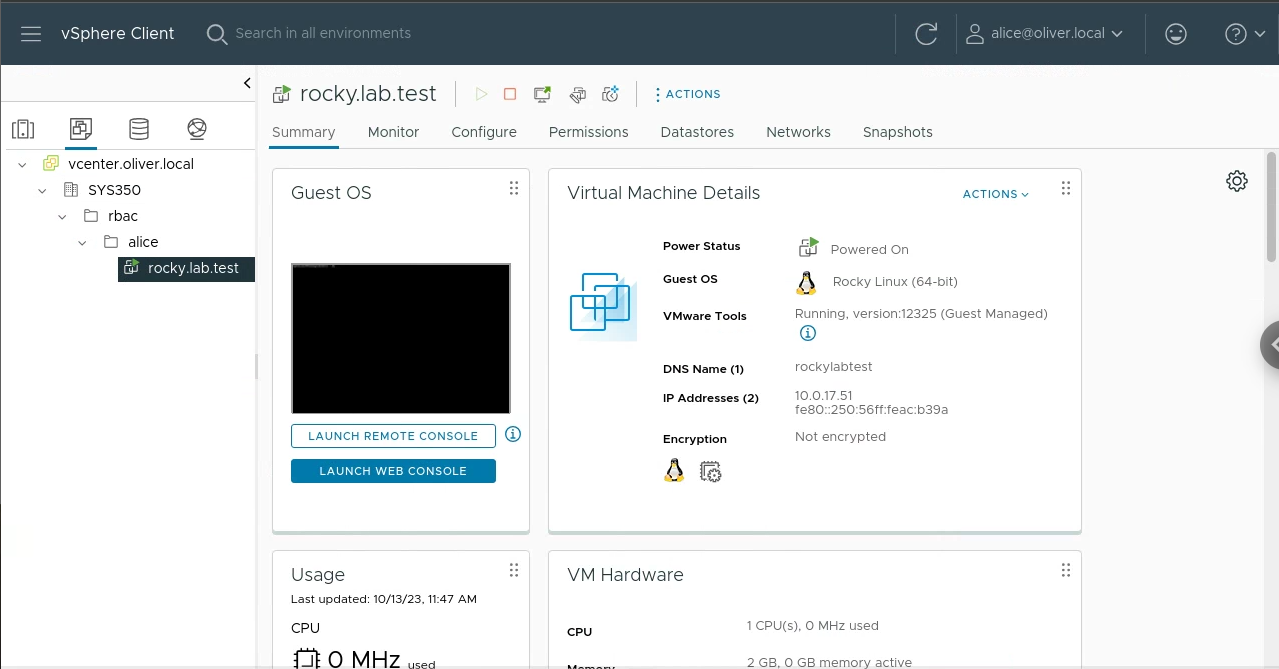 vSphere Client
Search in all environments
alice@oliver.local
rocky.lab.test
ACTIONS
Summary Monitor Configure Permissions Datastores Networks Snapshots
vcenter.oliver.local
SYS350
rbac
alice
rocky.lab.test
Guest OS
LAUNCH REMOTE CONSOLE
LAUNCH WEB CONSOLE
Virtual Machine Details
ACTIONS
Power Status Powered On
Guest OS Rocky Linux (64-bit)
VMware Tools Running, version:12325 (Guest Managed)
DNS Name (1) rockylabtest
IP Addresses (2) 10.0.17.51
fe80::250:56ff:feac:b39a
Encryption Not encrypted
Usage
Last updated: 10/13/23, 11:47 AM
CPU
0 MHz used
VM Hardware
CPU 1 CPU(s), 0 MHz used
Memory 2 GB, 0 GB memory active